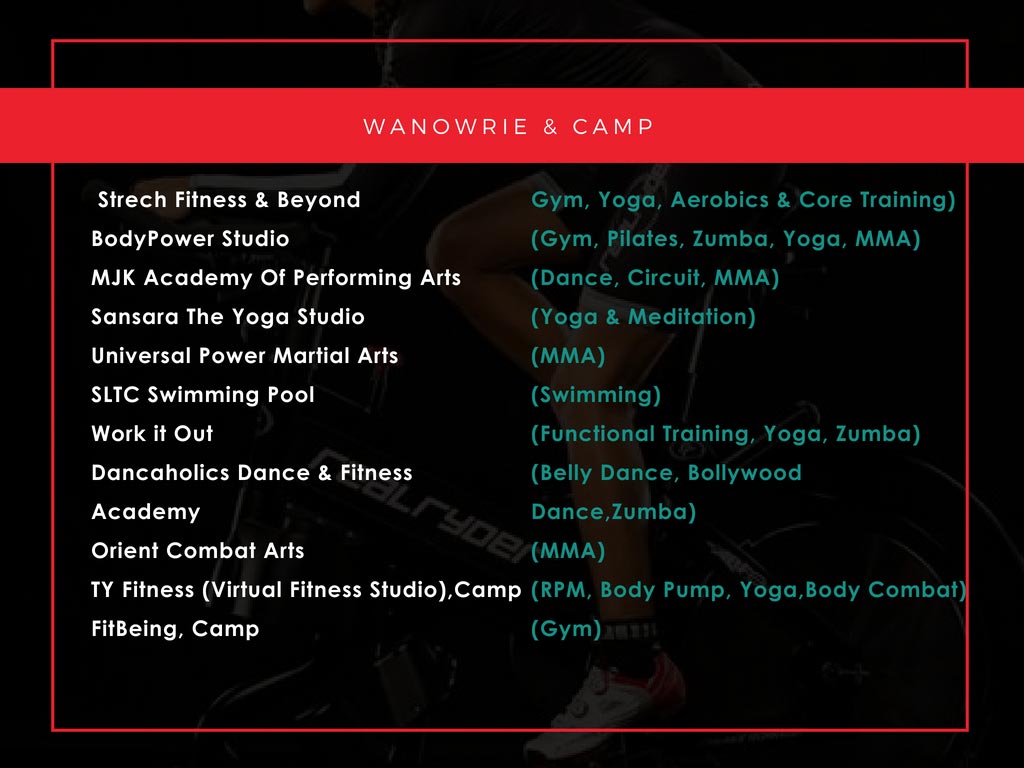 WANOWRIE & CAMP
Strech Fitness & Beyond Gym, Yoga, Aerobics & Core Training)
BodyPower Studio (Gym, Pilates, Zumba, Yoga, MMA)
MJK Academy Of Performing Arts (Dance, Circuit, MMA)
Sansara The Yoga Studio (Yoga & Meditation)
Universal Power Martial Arts (MMA)
SLTC Swimming Pool (Swimming)
Work it Out (Functional Training, Yoga, Zumba)
Dancaholics Dance & Fitness (Belly Dance, Bollywood
Academy Dance,Zumba)
Orient Combat Arts (MMA)
TY Fitness (Virtual Fitness Studio),Camp (RPM, Body Pump, Yoga,Body Combat)
FitBeing, Camp (Gym)
realryder